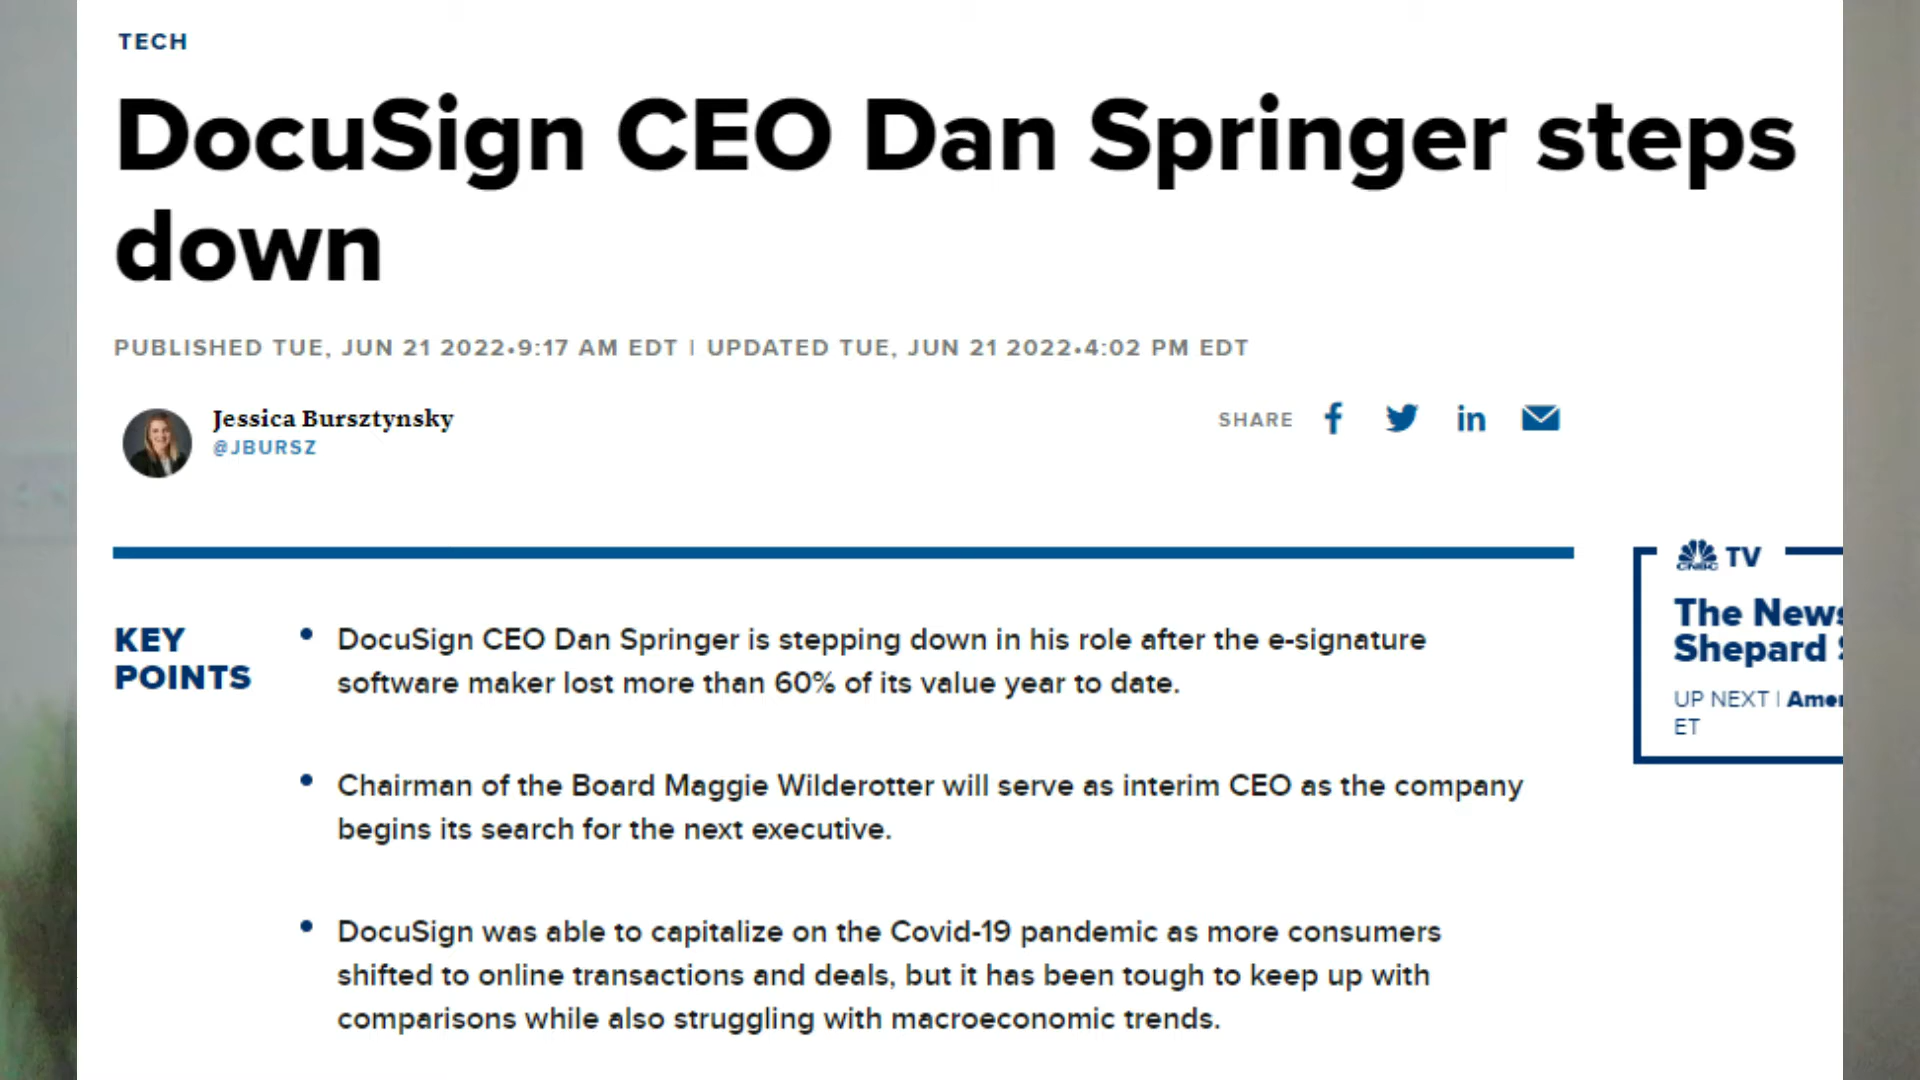 TECH
DocuSign CEO Dan Springer steps
down
PUBLISHED TUE, JUN 21 2022•9:17 AM EDT | UPDATED TUE, JUN 21 2022•4:02 PM EDT
Jessica Bursztynsky
@JBURSZ
SHARE
KEY
POINTS
• DocuSign CEO Dan Springer is stepping down in his role after the e-signature
software maker lost more than 60% of its value year to date.
• Chairman of the Board Maggie Wilderotter will serve as interim CEO as the company
begins its search for the next executive.
• DocuSign was able to capitalize on the Covid-19 pandemic as more consumers
shifted to online transactions and deals, but it has been tough to keep up with
comparisons while also struggling with macroeconomic trends.
CNBC TV
The News
Shepard
UP NEXT |
ET